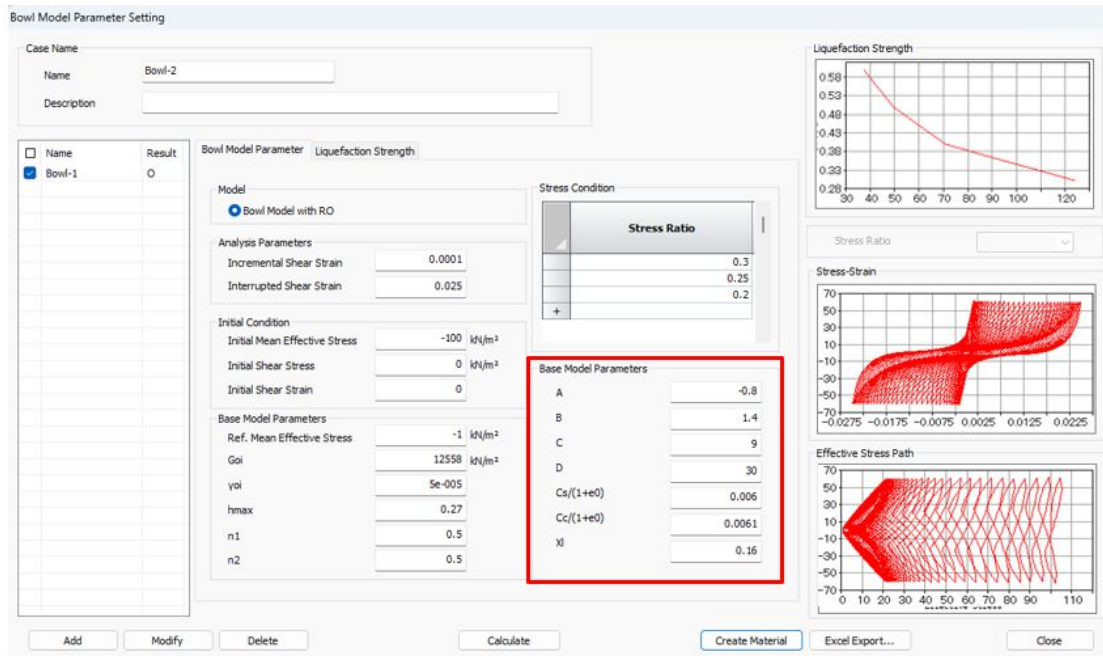 Bowl Model Parameter Setting
Case Name
Name Bowl-2
Description
Name Result
Bowl-1 O
Bowl Model Parameter Liquefaction Strength
Model
Bowl Model with RO
Analysis Parameters
Incremental Shear Strain 0.0001
Interrupted Shear Strain 0.025
Initial Condition
Initial Mean Effective Stress -100 kN/m²
Initial Shear Stress 0 kN/m²
Initial Shear Strain 0
Base Model Parameters
Ref. Mean Effective Stress -1 kN/m²
Goi 12558 kN/m²
γoi 5e-005
hmax 0.27
n1 0.5
n2 0.5
Stress Condition
Stress Ratio
0.3
0.25
0.2
+
Base Model Parameters
A -0.8
B 1.4
C 9
D 30
Cs/(1+e0) 0.006
Cc/(1+e0) 0.0061
Xl 0.16
Liquefaction Strength
0.58
0.53
0.48
0.43
0.38
0.33
0.28
30 40 50 60 70 80 90 100 120
Stress Ratio
Stress-Strain
70
50
30
10
-10
-30
-50
-70
-0.0275 -0.0175 -0.0075 0.0025 0.0125 0.0225
Effective Stress Path
70
50
30
10
-10
-30
-50
-70
0 10 20 30 40 50 60 70 80 90 110
Add Modify Delete Calculate Create Material Excel Export... Close